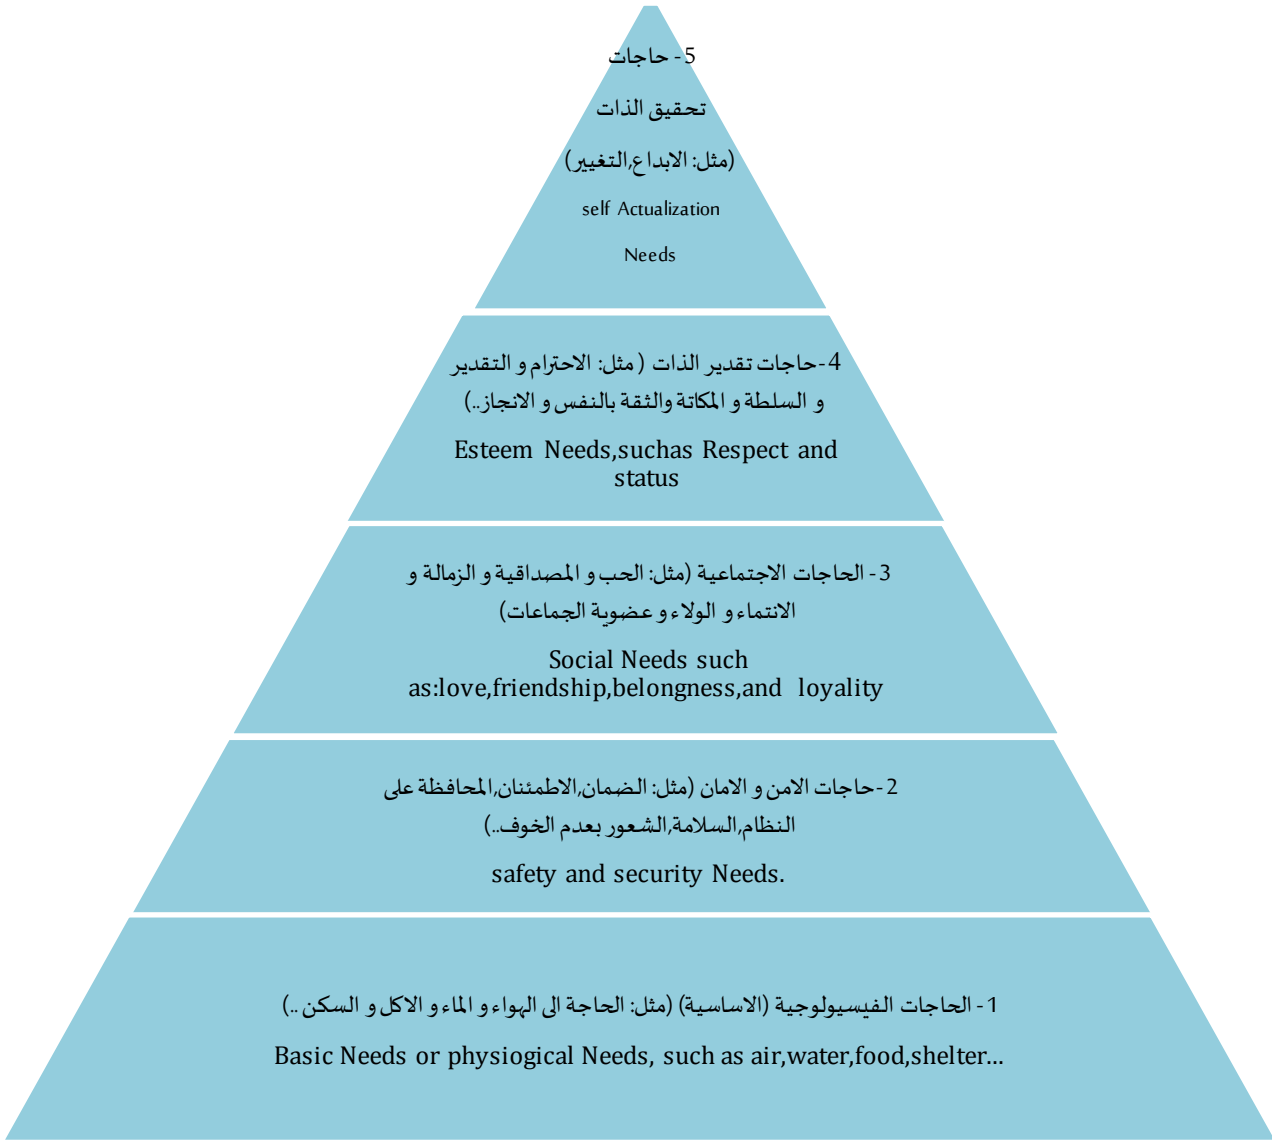 5- حاجات
تحقيق الذات
(مثل: الابداع,التغيير)
self Actualization
Needs
4-حاجات تقدير الذات ( مثل: الاحترام و التقدير
و السلطة و المكاتة والثقة بالنفس و الانجاز..)
Esteem Needs,suchas Respect and
status
3- الحاجات الاجتماعية (مثل: الحب و المصداقية و الزمالة و
الانتماء و الولاء و عضوية الجماعات)
Social Needs such
as:love,friendship,belongness,and loyality
2-حاجات الامن و الامان (مثل: الضمان,الاطمئنان,المحافظة على
النظام,السلامة,الشعور بعدم الخوف..)
safety and security Needs.
1- الحاجات الفيسيولوجية (الاساسية) (مثل: الحاجة الى الهواء و الماء و الاكل و السكن ..)
Basic Needs or physiogical Needs, such as air,water,food,shelter...